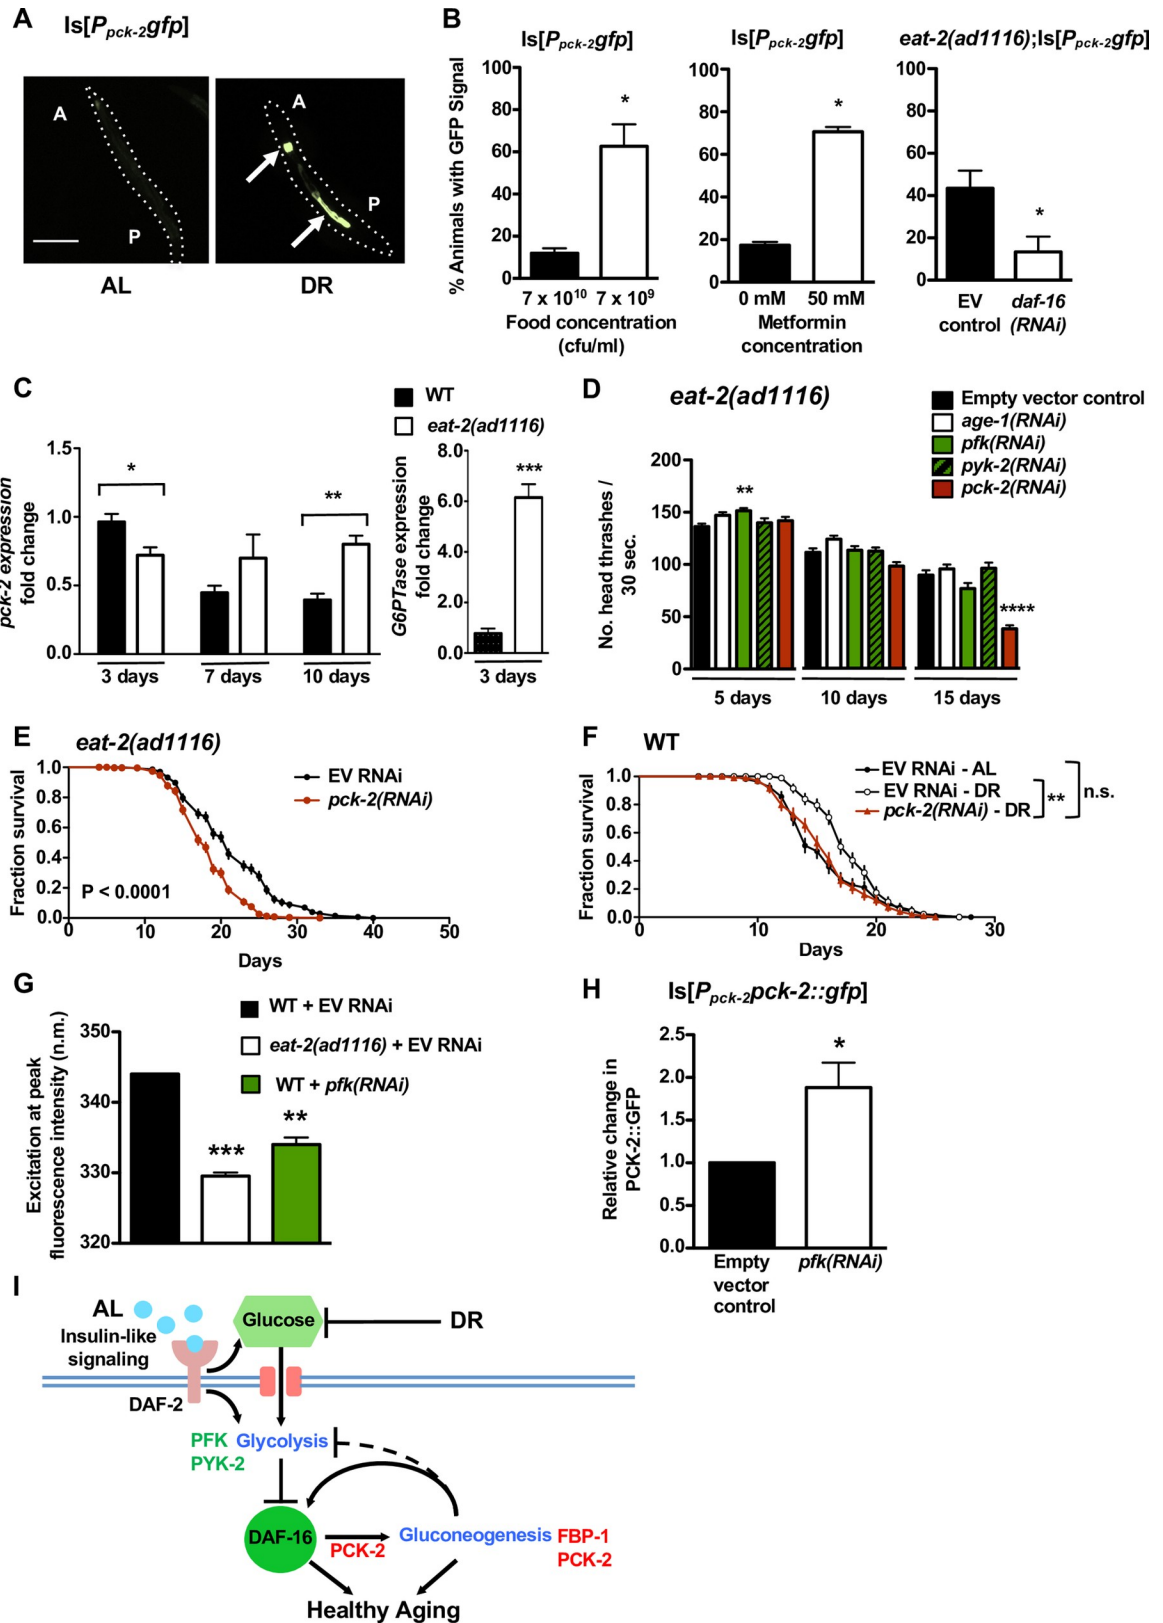 A
Is[Ppck-2gfp]
A
P
A
P
AL
DR
B
Is[Ppck-2gfp]
% Animals with GFP Signal
100
80
60
40
20
0
*
7 x 10¹⁰ 7 x 10⁹
Food concentration
(cfu/ml)
Is[Ppck-2gfp]
100
80
60
40
20
0
*
0 mM 50 mM
Metformin
concentration
eat-2(ad1116);Is[Ppck-2gfp]
100
80
60
40
20
0
*
EV daf-16
control (RNAi)
C
WT
eat-2(ad1116)
pck-2 expression
fold change
1.5
1.0
0.5
0.0
*
**
3 days
7 days
10 days
G6PTase expression
fold change
8.0
6.0
4.0
2.0
0.0
***
3 days
D
eat-2(ad1116)
Empty vector control
age-1(RNAi)
pfk(RNAi)
pyk-2(RNAi)
pck-2(RNAi)
No. head thrashes /
30 sec.
200
150
100
50
0
**
****
5 days
10 days
15 days
E
eat-2(ad1116)
Fraction survival
1.0
0.8
0.6
0.4
0.2
0.0
EV RNAi
pck-2(RNAi)
P < 0.0001
0 10 20 30 40 50
Days
F
WT
Fraction survival
1.0
0.8
0.6
0.4
0.2
0.0
EV RNAi - AL
EV RNAi - DR
pck-2(RNAi) - DR
**
n.s.
0 10 20 30
Days
G
WT + EV RNAi
eat-2(ad1116) + EV RNAi
WT + pfk(RNAi)
Excitation at peak
fluorescence intensity (n.m.)
350
340
330
320
***
**
H
Is[Ppck-2pck-2::gfp]
Relative change in
PCK-2::GFP
2.5
2.0
1.5
1.0
0.5
0.0
*
Empty
vector
control
pfk(RNAi)
I
AL
Insulin-like
signaling
DAF-2
Glucose
DR
PFK Glycolysis
PYK-2
DAF-16
PCK-2
Gluconeogenesis FBP-1
PCK-2
Healthy Aging